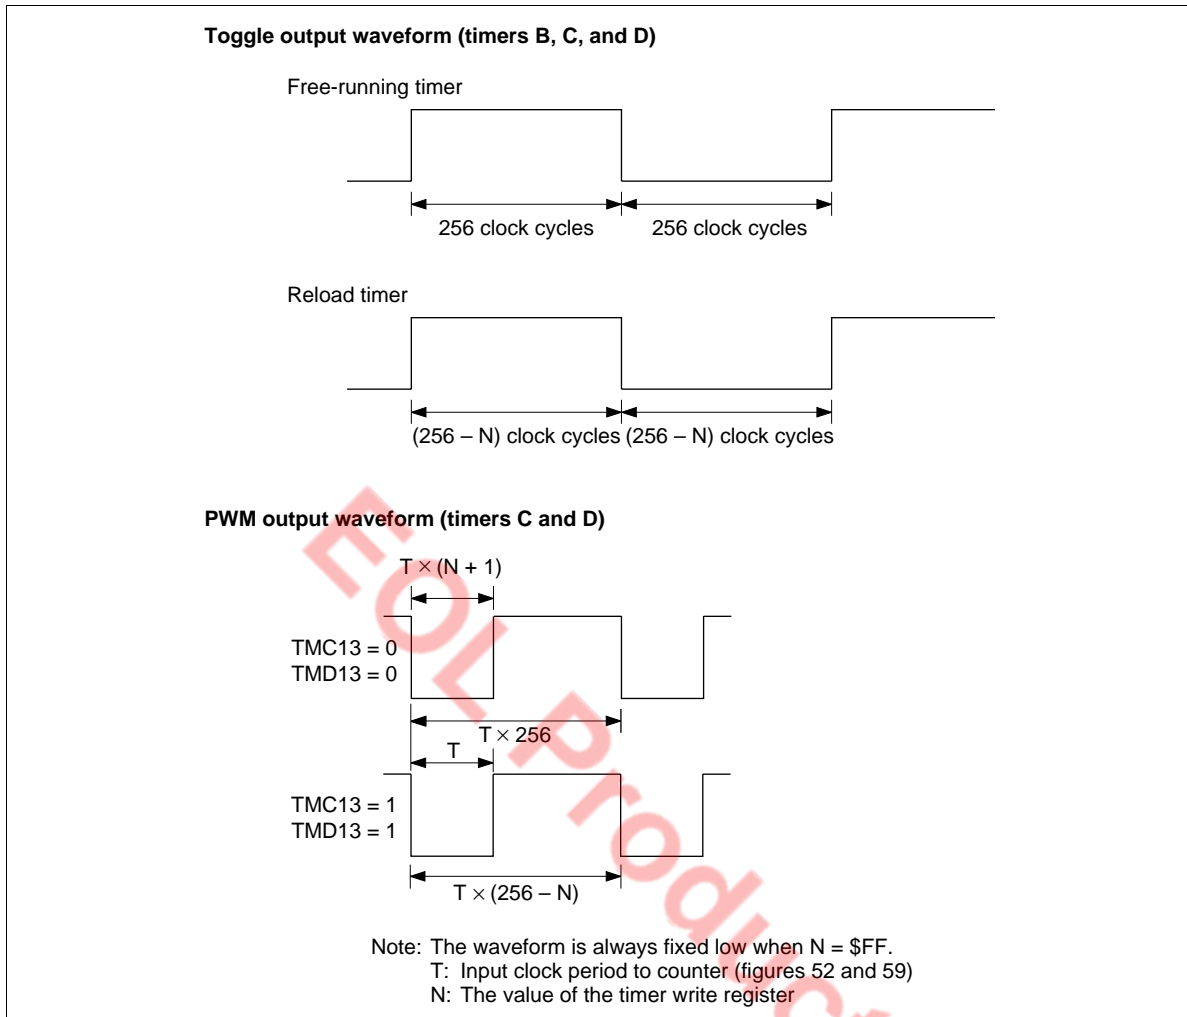 Toggle output waveform (timers B, C, and D)
Free-running timer
256 clock cycles 256 clock cycles
Reload timer
(256 – N) clock cycles (256 – N) clock cycles
PWM output waveform (timers C and D)
T × (N + 1)
TMC13 = 0
TMD13 = 0
T × 256
T
TMC13 = 1
TMD13 = 1
T × (256 – N)
Note: The waveform is always fixed low when N = $FF.
T: Input clock period to counter (figures 52 and 59)
N: The value of the timer write register
EOL Product